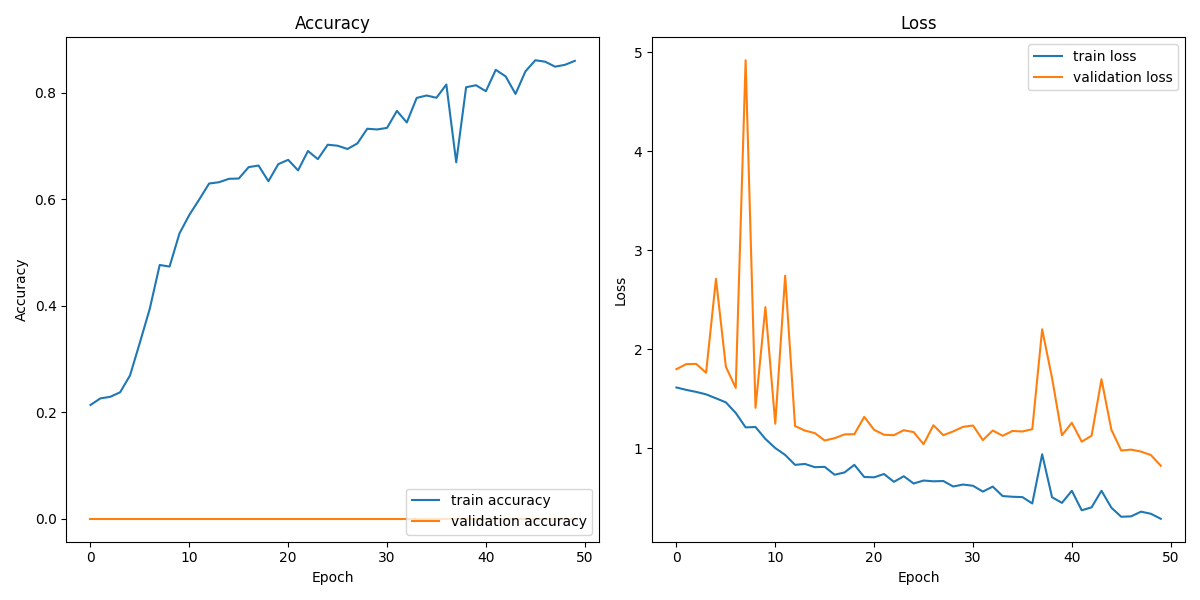 Accuracy
Accuracy
0.8
0.6
0.4
0.2
0.0
train accuracy
validation accuracy
0 10 20 30 40 50
Epoch
Loss
Loss
5
4
3
2
1
train loss
validation loss
0 10 20 30 40 50
Epoch